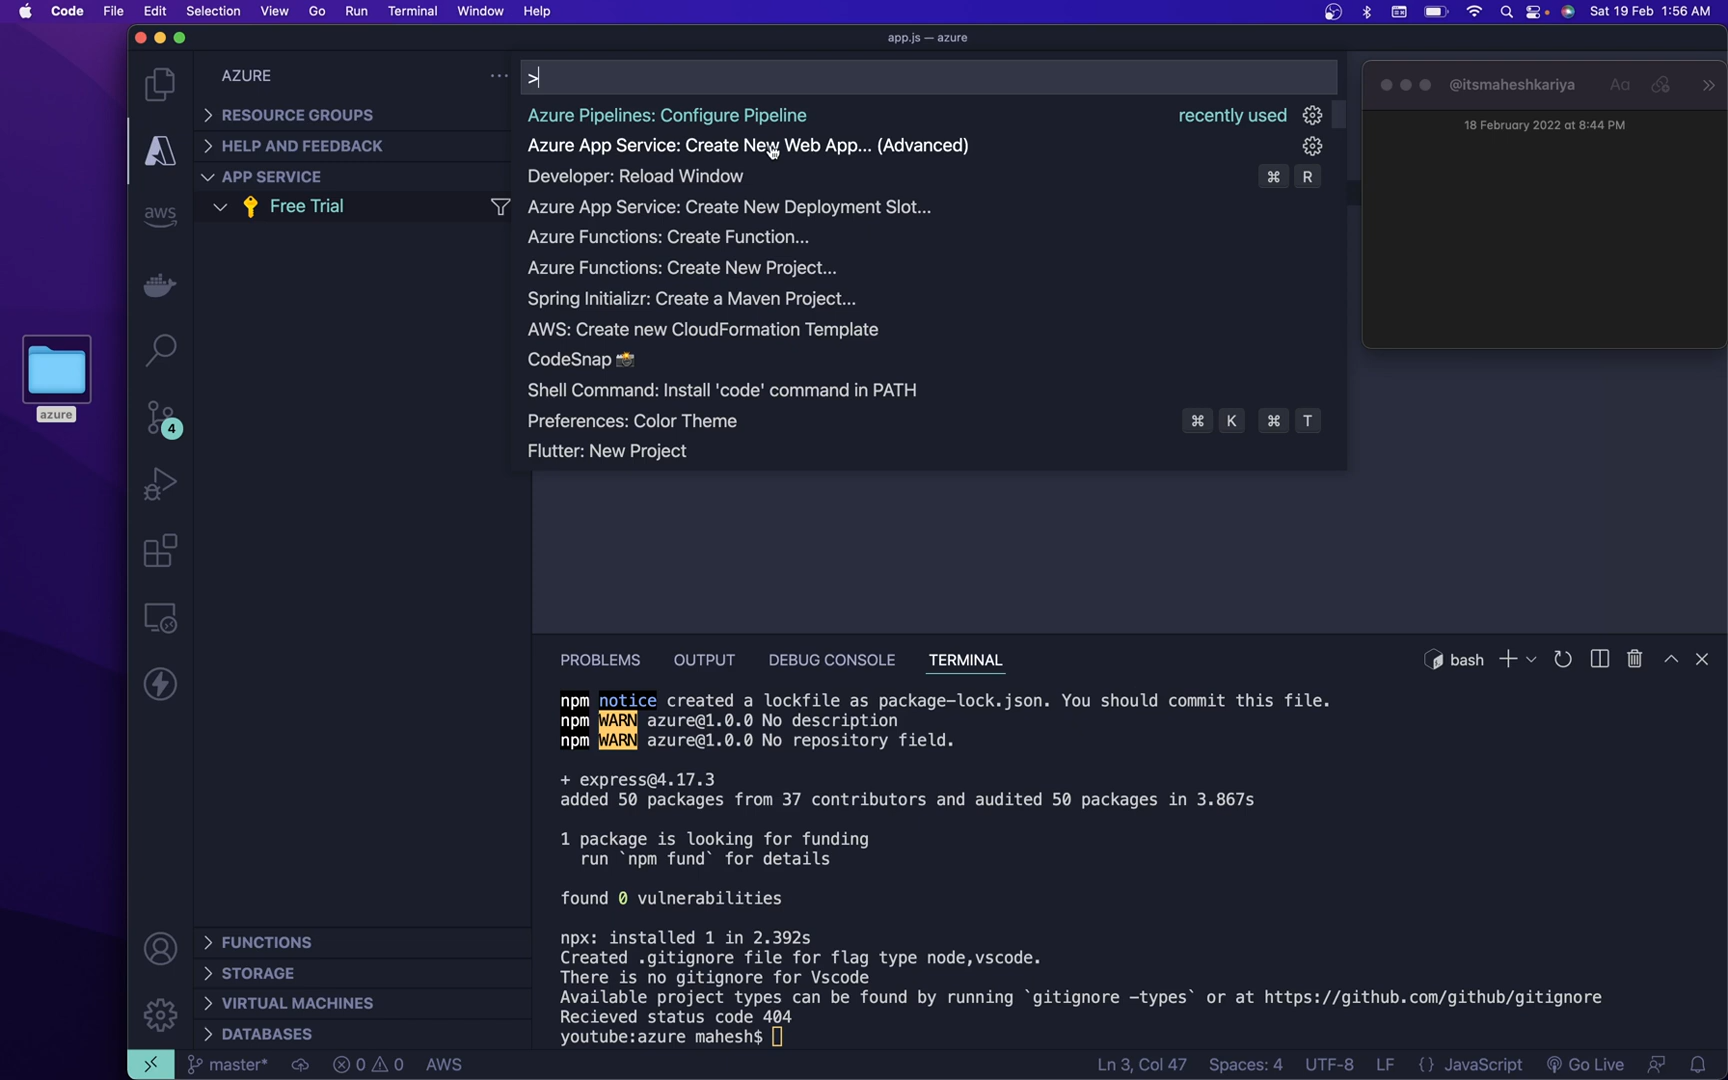 Code File Edit Selection View Go Run Terminal Window Help Sat 19 Feb 1:56 AM
app.js — azure
AZURE
RESOURCE GROUPS
HELP AND FEEDBACK
APP SERVICE
Free Trial
aws
4
azure
FUNCTIONS
STORAGE
VIRTUAL MACHINES
DATABASES
>
Azure Pipelines: Configure Pipeline recently used
Azure App Service: Create New Web App... (Advanced)
Developer: Reload Window ⌘ R
Azure App Service: Create New Deployment Slot...
Azure Functions: Create Function...
Azure Functions: Create New Project...
Spring Initializr: Create a Maven Project...
AWS: Create new CloudFormation Template
CodeSnap 📸
Shell Command: Install 'code' command in PATH
Preferences: Color Theme ⌘ K ⌘ T
Flutter: New Project
@itsmaheshkariya Aa
18 February 2022 at 8:44 PM
PROBLEMS OUTPUT DEBUG CONSOLE TERMINAL bash
npm notice created a lockfile as package-lock.json. You should commit this file.
npm WARN azure@1.0.0 No description
npm WARN azure@1.0.0 No repository field.
+ express@4.17.3
added 50 packages from 37 contributors and audited 50 packages in 3.867s
1 package is looking for funding
run `npm fund` for details
found 0 vulnerabilities
npx: installed 1 in 2.392s
Created .gitignore file for flag type node,vscode.
There is no gitignore for Vscode
Available project types can be found by running `gitignore -types` or at https://github.com/github/gitignore
Recieved status code 404
youtube:azure mahesh$
master* 0 0 AWS Ln 3, Col 47 Spaces: 4 UTF-8 LF {} JavaScript Go Live